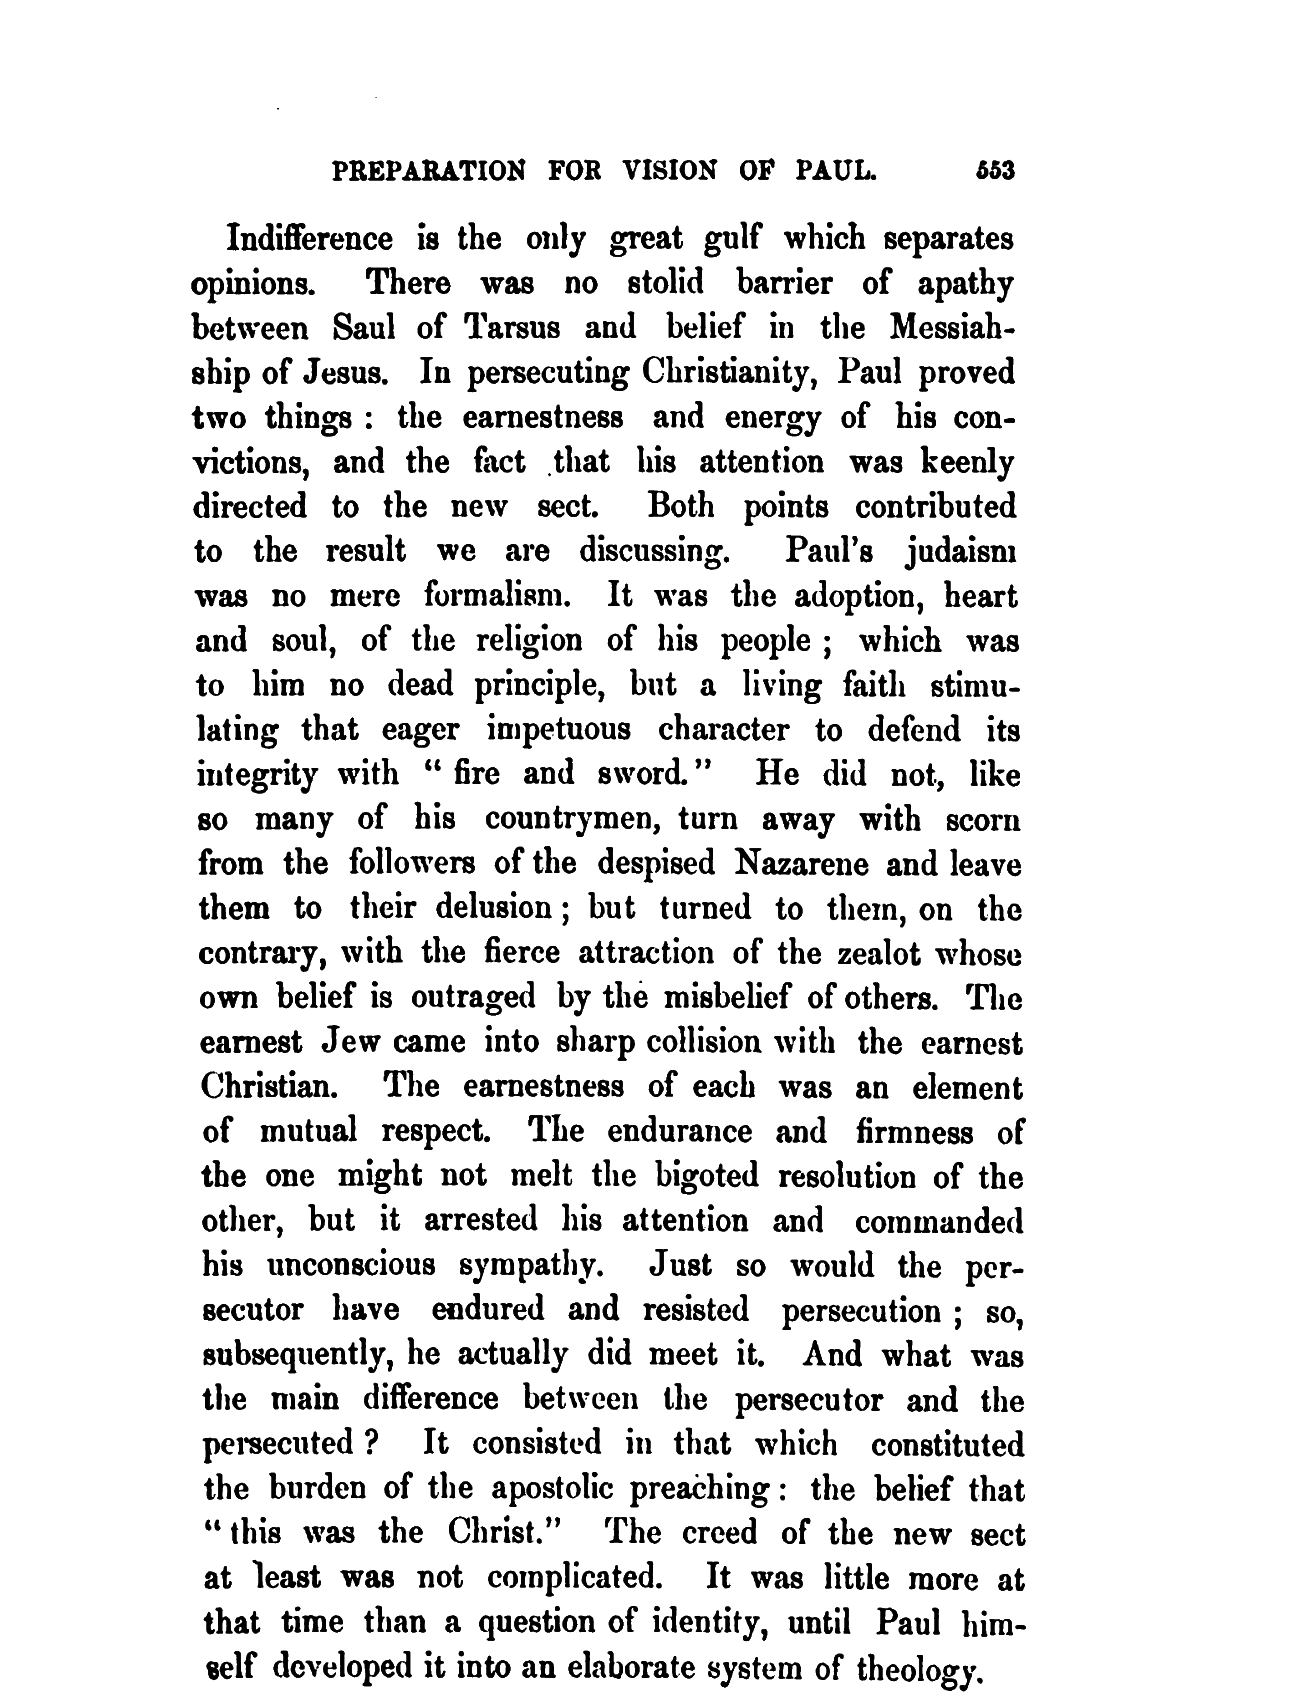 PREPARATION FOR VISION OF PAUL. 553
Indifference is the only great gulf which separates
opinions. There was no stolid barrier of apathy
between Saul of Tarsus and belief in the Messiah-
ship of Jesus. In persecuting Christianity, Paul proved
two things : the earnestness and energy of his con-
victions, and the fact that his attention was keenly
directed to the new sect. Both points contributed
to the result we are discussing. Paul's judaism
was no mere formalism. It was the adoption, heart
and soul, of the religion of his people ; which was
to him no dead principle, but a living faith stimu-
lating that eager impetuous character to defend its
integrity with “ fire and sword.” He did not, like
so many of his countrymen, turn away with scorn
from the followers of the despised Nazarene and leave
them to their delusion ; but turned to them, on the
contrary, with the fierce attraction of the zealot whose
own belief is outraged by the misbelief of others. The
earnest Jew came into sharp collision with the earnest
Christian. The earnestness of each was an element
of mutual respect. The endurance and firmness of
the one might not melt the bigoted resolution of the
other, but it arrested his attention and commanded
his unconscious sympathy. Just so would the per-
secutor have endured and resisted persecution ; so,
subsequently, he actually did meet it. And what was
the main difference between the persecutor and the
persecuted ? It consisted in that which constituted
the burden of the apostolic preaching : the belief that
“ this was the Christ.” The creed of the new sect
at least was not complicated. It was little more at
that time than a question of identity, until Paul him-
self developed it into an elaborate system of theology.